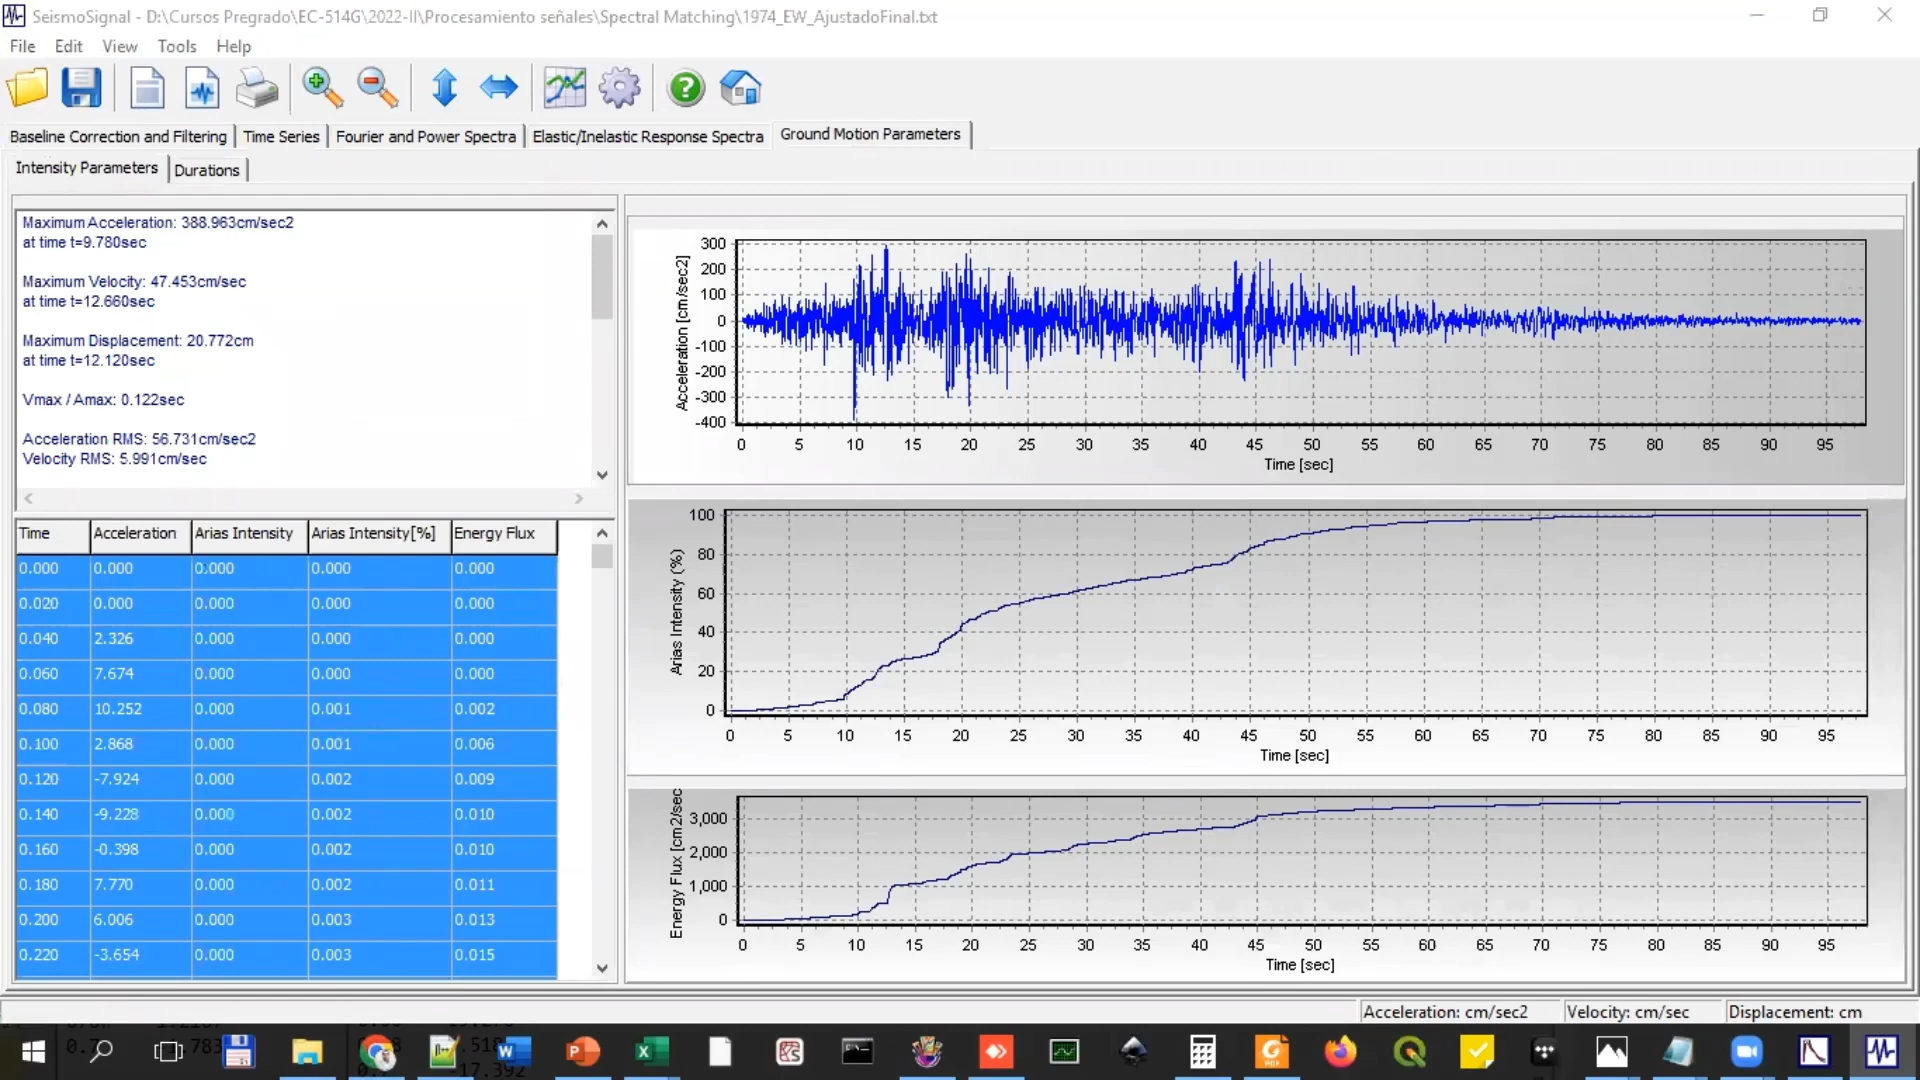 SeismoSignal - D:\Cursos Pregrado\EC-514G\2022-II\Procesamiento señales\Spectral Matching\1974_EW_AjustadoFinal.txt
File Edit View Tools Help
Baseline Correction and Filtering Time Series Fourier and Power Spectra Elastic/Inelastic Response Spectra Ground Motion Parameters
Intensity Parameters Durations
Maximum Acceleration: 388.963cm/sec2
at time t=9.780sec
Maximum Velocity: 47.453cm/sec
at time t=12.660sec
Maximum Displacement: 20.772cm
at time t=12.120sec
Vmax / Amax: 0.122sec
Acceleration RMS: 56.731cm/sec2
Velocity RMS: 5.991cm/sec
Time Acceleration Arias Intensity Arias Intensity[%] Energy Flux
0.000 0.000 0.000 0.000 0.000
0.020 0.000 0.000 0.000 0.000
0.040 2.326 0.000 0.000 0.000
0.060 7.674 0.000 0.000 0.000
0.080 10.252 0.000 0.001 0.002
0.100 2.868 0.000 0.001 0.006
0.120 -7.924 0.000 0.002 0.009
0.140 -9.228 0.000 0.002 0.010
0.160 -0.398 0.000 0.002 0.010
0.180 7.770 0.000 0.002 0.011
0.200 6.006 0.000 0.003 0.013
0.220 -3.654 0.000 0.003 0.015
Acceleration [cm/sec2]
300
200
100
0
-100
-200
-300
-400
0 5 10 15 20 25 30 35 40 45 50 55 60 65 70 75 80 85 90 95
Time [sec]
Arias Intensity (%)
100
80
60
40
20
0
0 5 10 15 20 25 30 35 40 45 50 55 60 65 70 75 80 85 90 95
Time [sec]
Energy Flux [cm2/sec
3,000
2,000
1,000
0
0 5 10 15 20 25 30 35 40 45 50 55 60 65 70 75 80 85 90 95
Time [sec]
Acceleration: cm/sec2 Velocity: cm/sec Displacement: cm